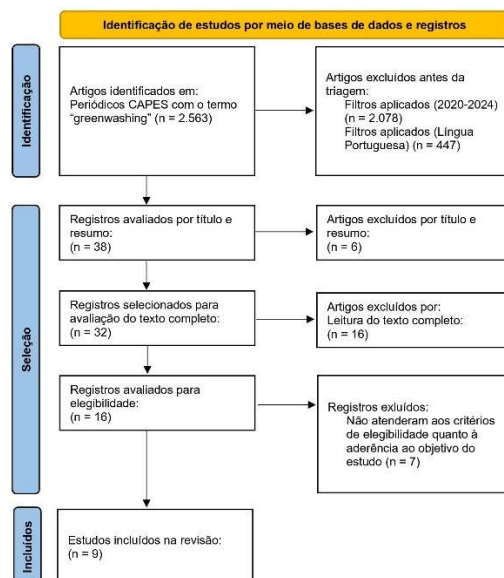 Identificação de estudos por meio de bases de dados e registros
Identificação
Artigos identificados em:
Periódicos CAPES com o termo
“greenwashing” (n = 2.563)
Artigos excluídos antes da
triagem:
Filtros aplicados (2020-2024)
(n = 2.078)
Filtros aplicados (Língua
Portuguesa) (n = 447)
Seleção
Registros avaliados por título e
resumo:
(n = 38)
Artigos excluídos por título e
resumo:
(n = 6)
Registros selecionados para
avaliação do texto completo:
(n = 32)
Artigos excluídos por:
Leitura do texto completo:
(n = 16)
Registros avaliados para
elegibilidade:
(n = 16)
Registros exluídos:
Não atenderam aos critérios
de elegibilidade quanto à
aderência ao objetivo do
estudo (n = 7)
Incluídos
Estudos incluídos na revisão:
(n = 9)